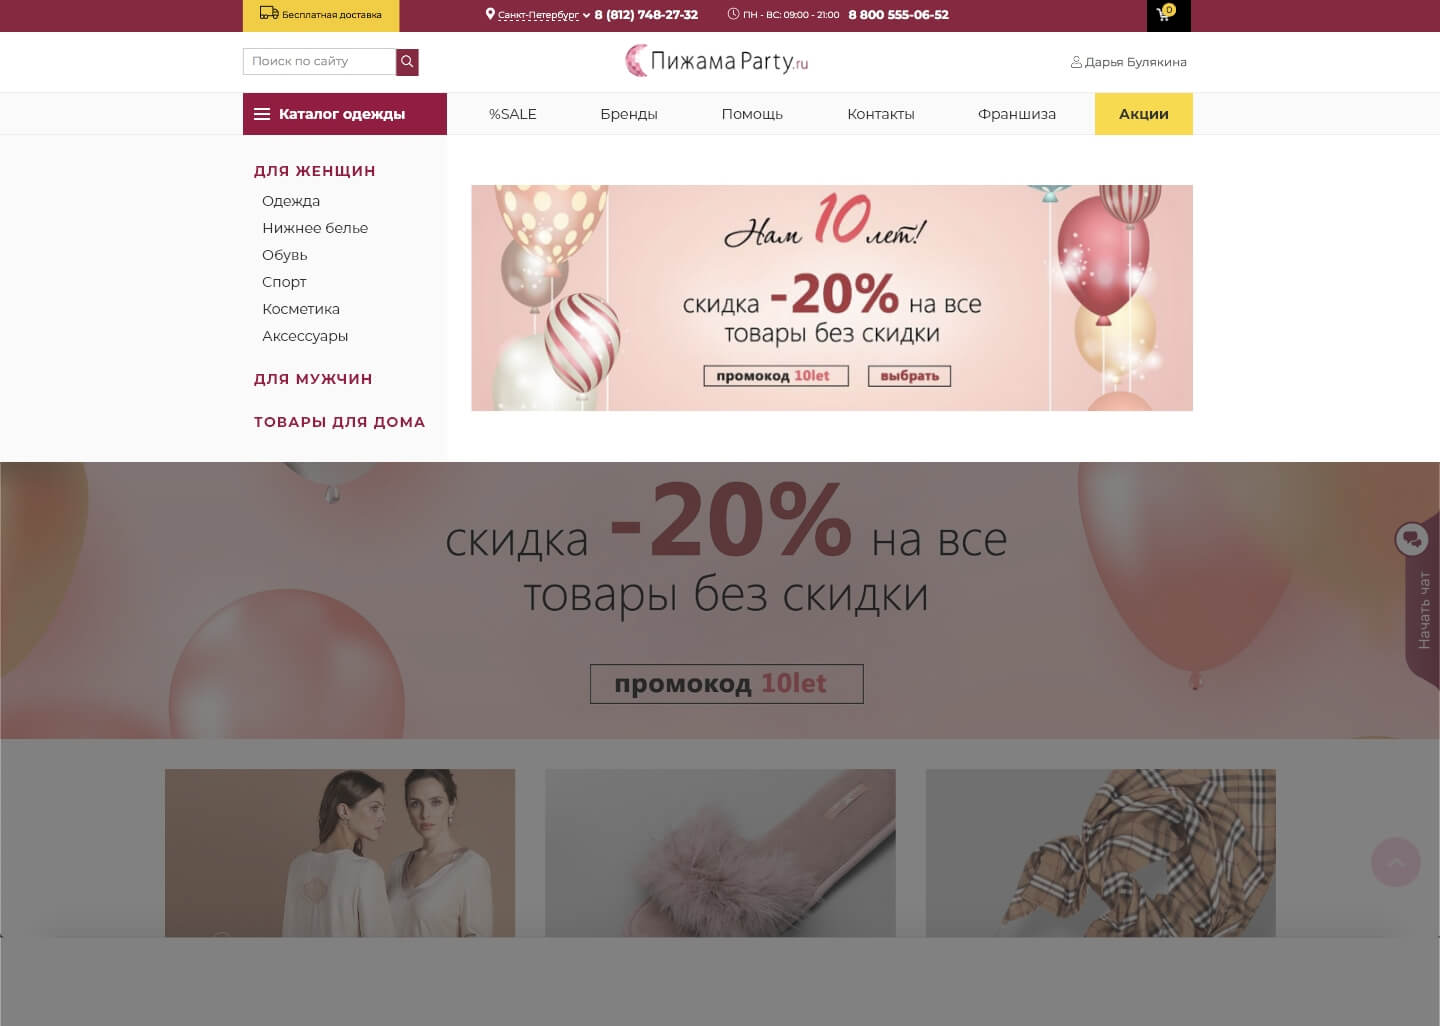 Бесплатная доставка
Санкт-Петербург 8 (812) 748-27-32
ПН - ВС: 09:00 - 21:00 8 800 555-06-52
0
Поиск по сайту
Пижама Party.ru
Дарья Булякина
Каталог одежды
%SALE
Бренды
Помощь
Контакты
Франшиза
Акции
ДЛЯ ЖЕНЩИН
Одежда
Нижнее белье
Обувь
Спорт
Косметика
Аксессуары
ДЛЯ МУЖЧИН
ТОВАРЫ ДЛЯ ДОМА
Нам 10 лет!
скидка -20% на все
товары без скидки
промокод 10let
выбрать
скидка -20% на все
товары без скидки
промокод 10let
Начать чат